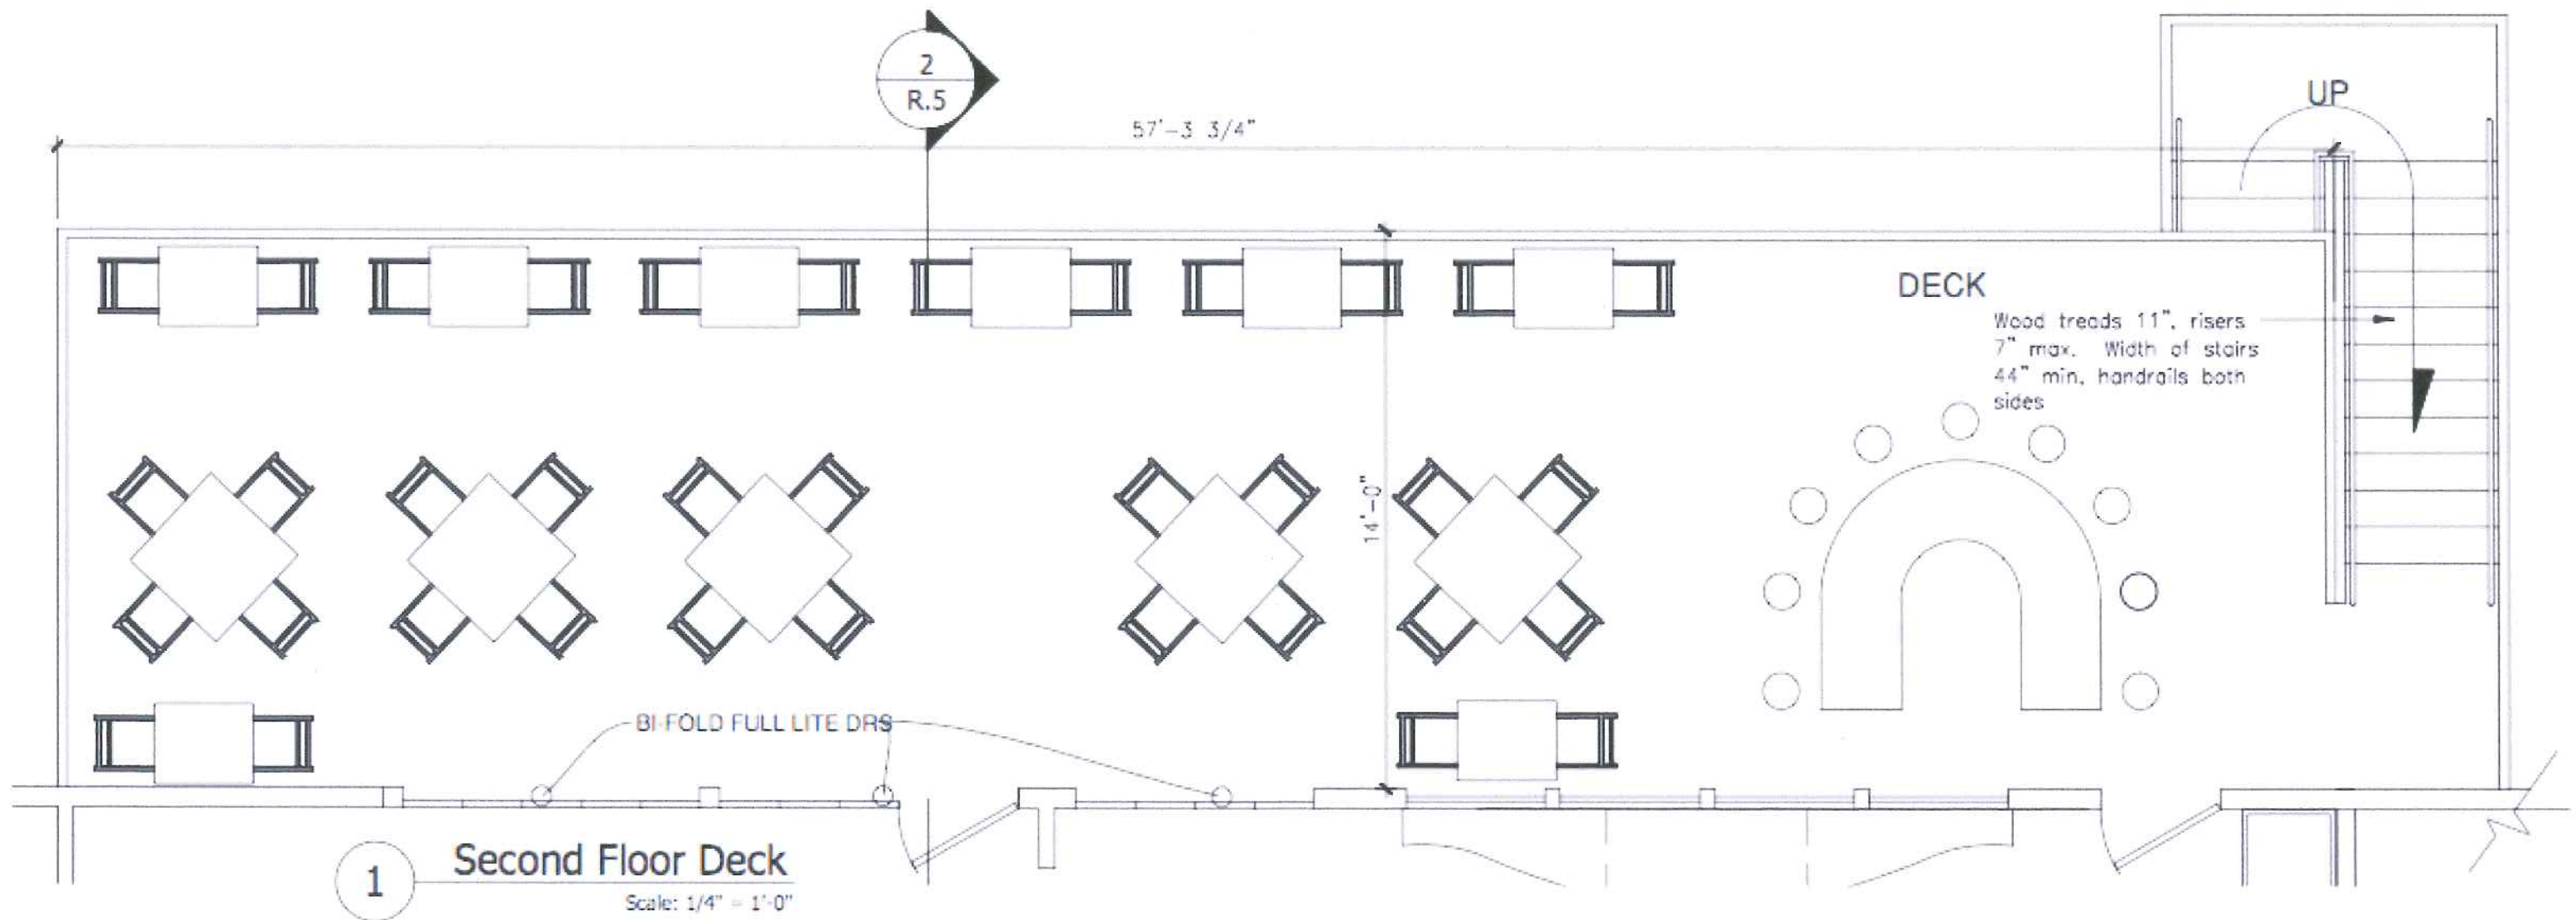 2
R.5
UP
57'-3 3/4"
DECK
Wood treads 11", risers
7" max. Width of stairs
44" min, handrails both
sides
14'-0"
BI-FOLD FULL LITE DRS
1
Second Floor Deck
Scale: 1/4" = 1'-0"